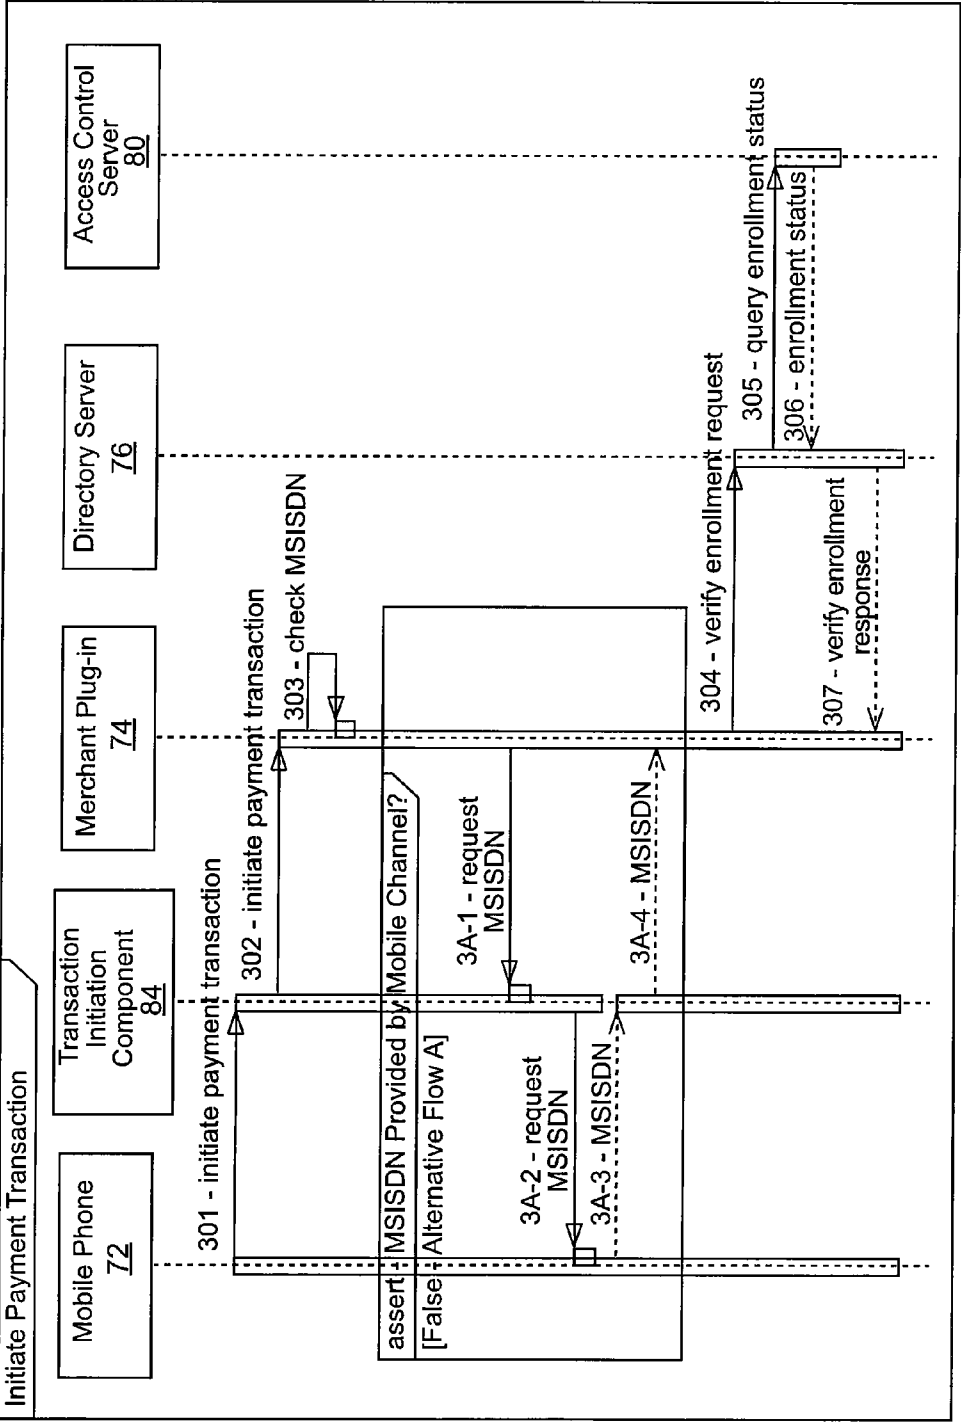 Initiate Payment Transaction
Mobile Phone
72
Transaction
Initiation
Component
84
Merchant Plug-in
74
Directory Server
76
Access Control
Server
80
301 - initiate payment transaction
302 - initiate payment transaction
303 - check MSISDN
assert - MSISDN Provided by Mobile Channel?
[False - Alternative Flow A]
3A-1 - request
MSISDN
3A-2 - request
MSISDN
3A-3 - MSISDN
3A-4 - MSISDN
304 - verify enrollment request
305 - query enrollment status
306 - enrollment status
307 - verify enrollment
response